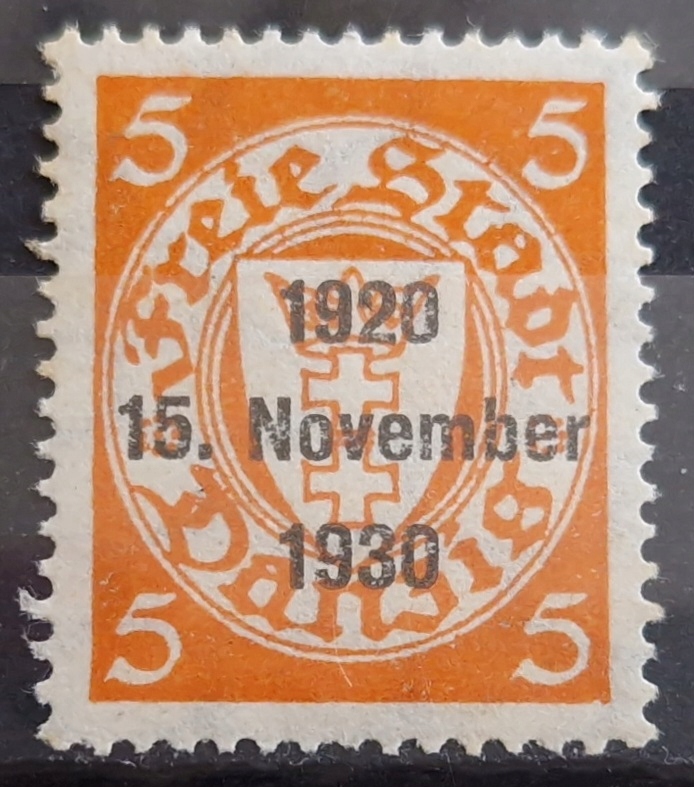 5 5
Freie Stadt
1920
15. November
1930
Danzig
5 5